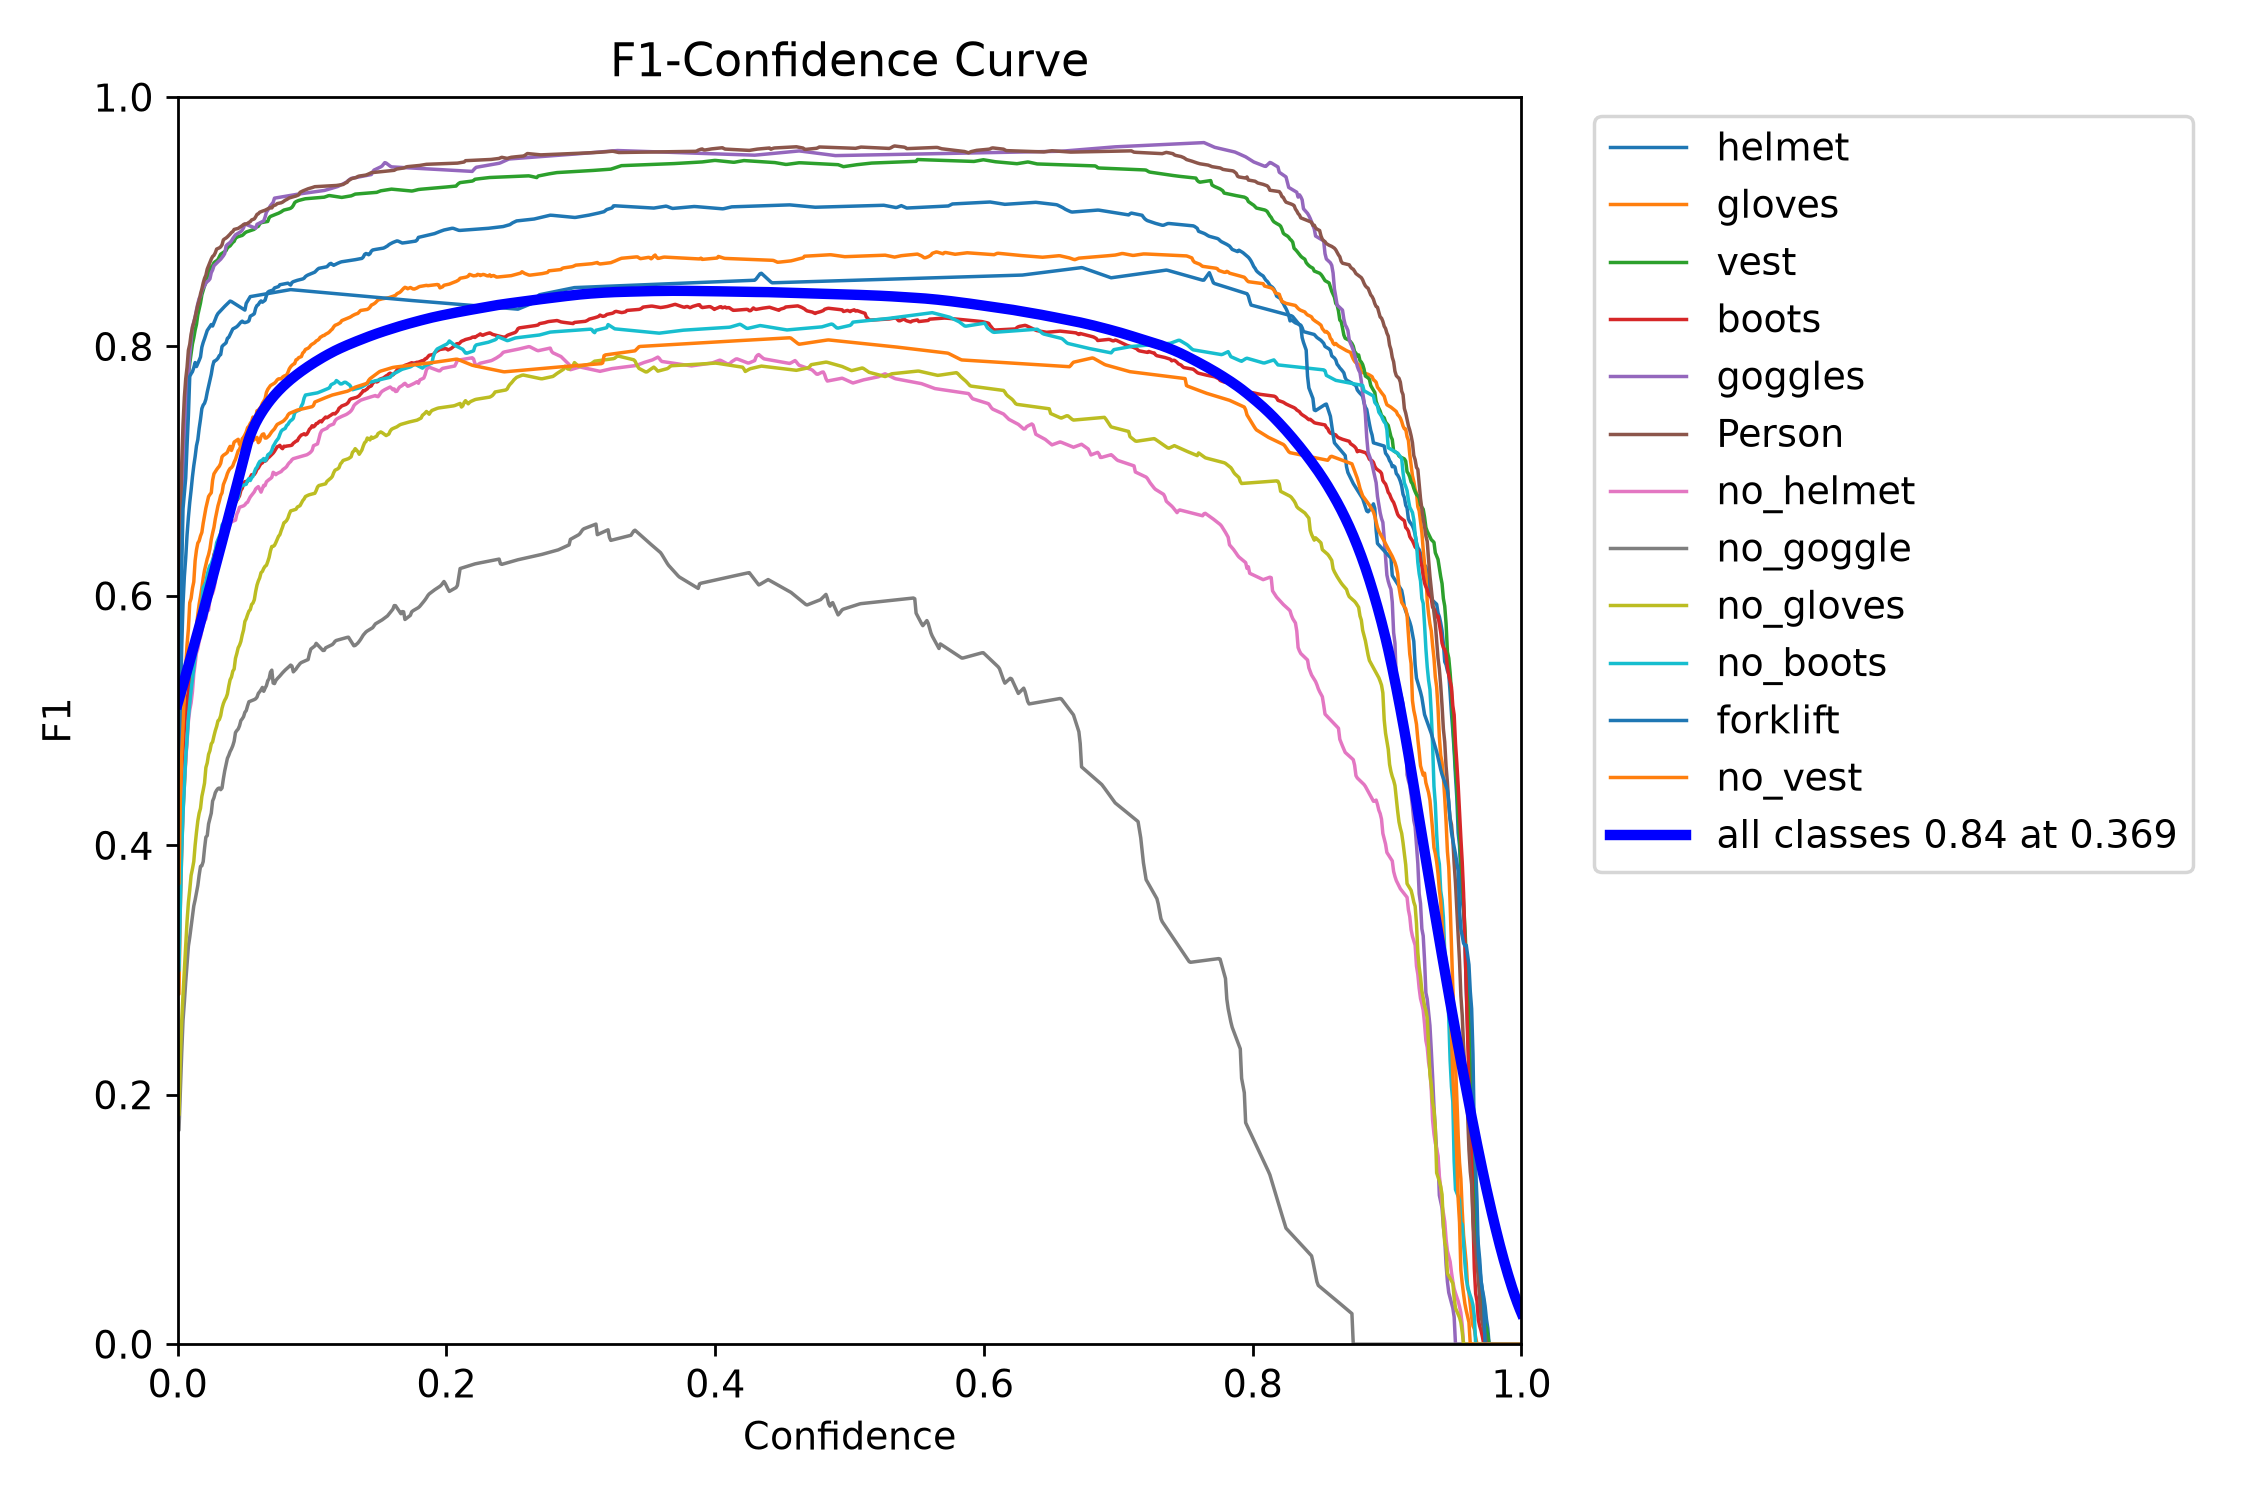 F1-Confidence Curve
1.0
0.8
0.6
0.4
0.2
0.0
F1
0.0 0.2 0.4 0.6 0.8 1.0
Confidence
helmet
gloves
vest
boots
goggles
Person
no_helmet
no_goggle
no_gloves
no_boots
forklift
no_vest
all classes 0.84 at 0.369